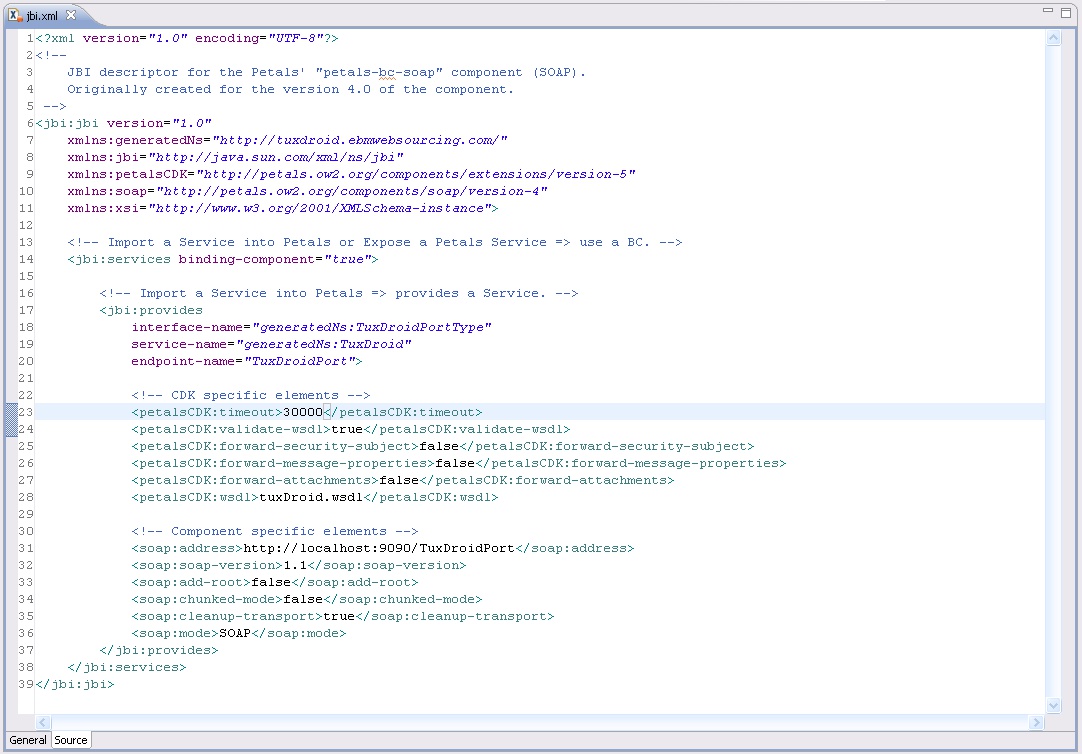 jbi.xml
1<?xml version="1.0" encoding="UTF-8"?>
2<!--
3    JBI descriptor for the Petals' "petals-bc-soap" component (SOAP).
4    Originally created for the version 4.0 of the component.
5 -->
6<jbi:jbi version="1.0"
7    xmlns:generatedNs="http://tuxdroid.ebmwebsourcing.com/"
8    xmlns:jbi="http://java.sun.com/xml/ns/jbi"
9    xmlns:petalsCDK="http://petals.ow2.org/components/extensions/version-5"
10    xmlns:soap="http://petals.ow2.org/components/soap/version-4"
11    xmlns:xsi="http://www.w3.org/2001/XMLSchema-instance">
12
13    <!-- Import a Service into Petals or Expose a Petals Service => use a BC. -->
14    <jbi:services binding-component="true">
15
16        <!-- Import a Service into Petals => provides a Service. -->
17        <jbi:provides
18            interface-name="generatedNs:TuxDroidPortType"
19            service-name="generatedNs:TuxDroid"
20            endpoint-name="TuxDroidPort">
21
22            <!-- CDK specific elements -->
23            <petalsCDK:timeout>30000</petalsCDK:timeout>
24            <petalsCDK:validate-wsdl>true</petalsCDK:validate-wsdl>
25            <petalsCDK:forward-security-subject>false</petalsCDK:forward-security-subject>
26            <petalsCDK:forward-message-properties>false</petalsCDK:forward-message-properties>
27            <petalsCDK:forward-attachments>false</petalsCDK:forward-attachments>
28            <petalsCDK:wsdl>tuxDroid.wsdl</petalsCDK:wsdl>
29
30            <!-- Component specific elements -->
31            <soap:address>http://localhost:9090/TuxDroidPort</soap:address>
32            <soap:soap-version>1.1</soap:soap-version>
33            <soap:add-root>false</soap:add-root>
34            <soap:chunked-mode>false</soap:chunked-mode>
35            <soap:cleanup-transport>true</soap:cleanup-transport>
36            <soap:mode>SOAP</soap:mode>
37        </jbi:provides>
38    </jbi:services>
39</jbi:jbi>
General Source